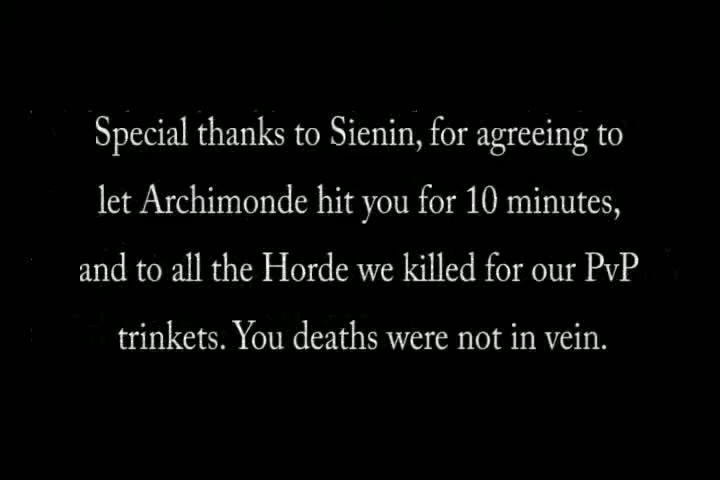 Special thanks to Sienin, for agreeing to
let Archimonde hit you for 10 minutes,
and to all the Horde we killed for our PvP
trinkets. You deaths were not in vein.